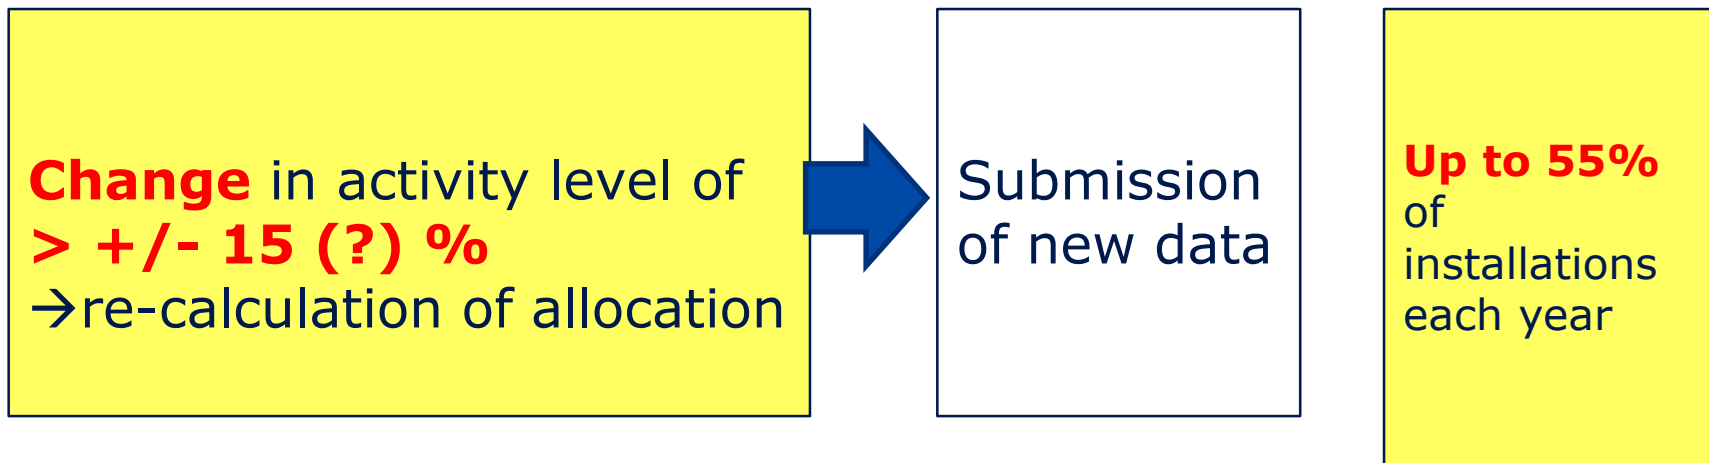 Change in activity level of
> +/- 15 (?) %
→re-calculation of allocation
Submission
of new data
Up to 55%
of
installations
each year